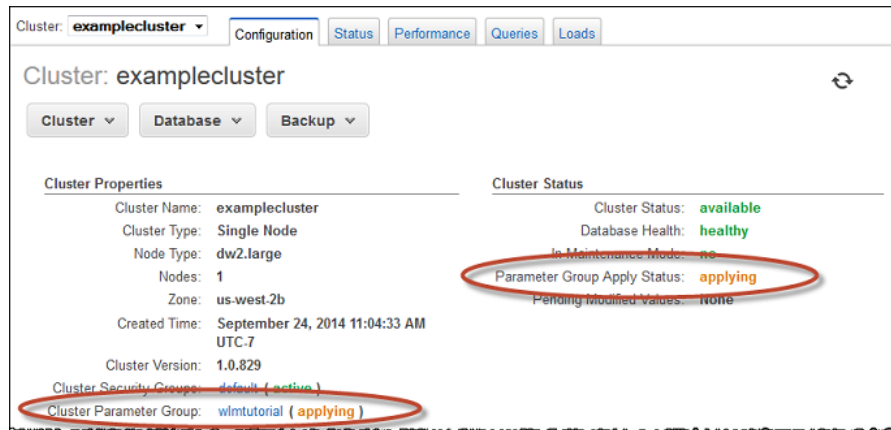 Cluster: examplecluster
Configuration Status Performance Queries Loads
Cluster: examplecluster
Cluster Database Backup
Cluster Properties
Cluster Name: examplecluster
Cluster Type: Single Node
Node Type: dw2.large
Nodes: 1
Zone: us-west-2b
Created Time: September 24, 2014 11:04:33 AM
UTC-7
Cluster Version: 1.0.829
Cluster Security Groups: default ( active )
Cluster Parameter Group: wlmtutorial ( applying )
Cluster Status
Cluster Status: available
Database Health: healthy
In Maintenance Mode: no
Parameter Group Apply Status: applying
Pending Modified Values: None